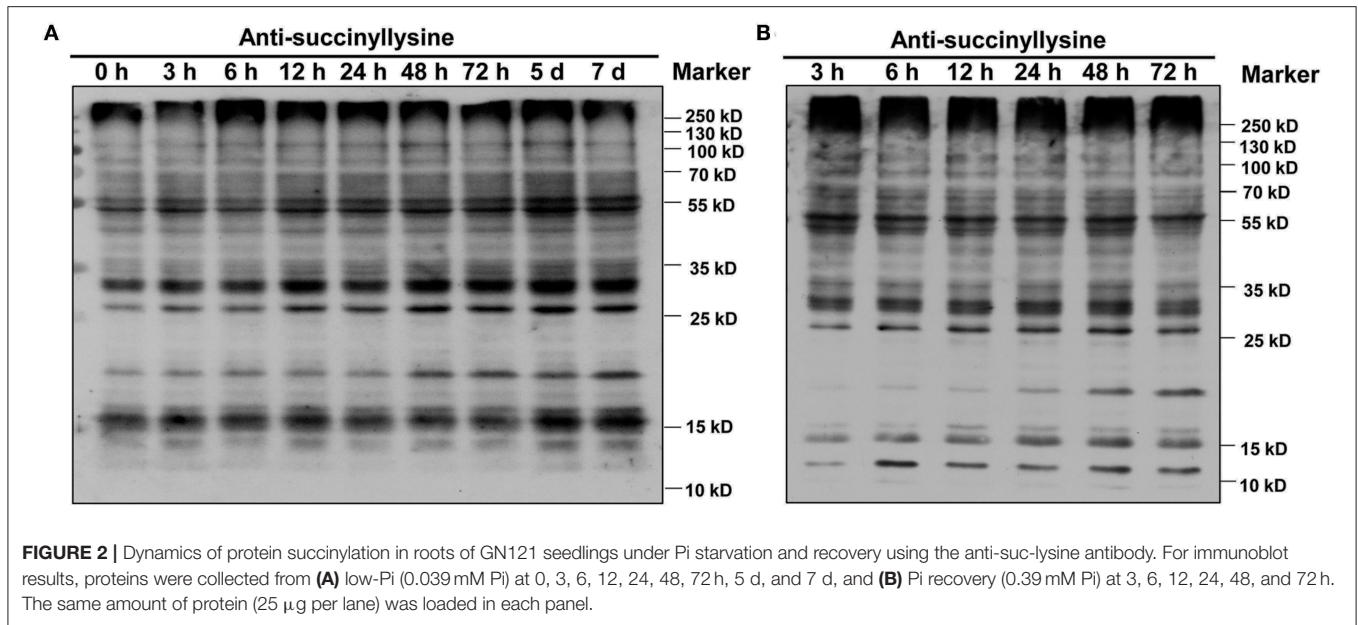 A
Anti-succinyllysine
0 h 3 h 6 h 12 h 24 h 48 h 72 h 5 d 7 d Marker
250 kD
130 kD
100 kD
70 kD
55 kD
35 kD
25 kD
15 kD
10 kD
B
Anti-succinyllysine
3 h 6 h 12 h 24 h 48 h 72 h Marker
250 kD
130 kD
100 kD
70 kD
55 kD
35 kD
25 kD
15 kD
10 kD
FIGURE 2 | Dynamics of protein succinylation in roots of GN121 seedlings under Pi starvation and recovery using the anti-suc-lysine antibody. For immunoblot
results, proteins were collected from (A) low-Pi (0.039 mM Pi) at 0, 3, 6, 12, 24, 48, 72 h, 5 d, and 7 d, and (B) Pi recovery (0.39 mM Pi) at 3, 6, 12, 24, 48, and 72 h.
The same amount of protein (25 μg per lane) was loaded in each panel.